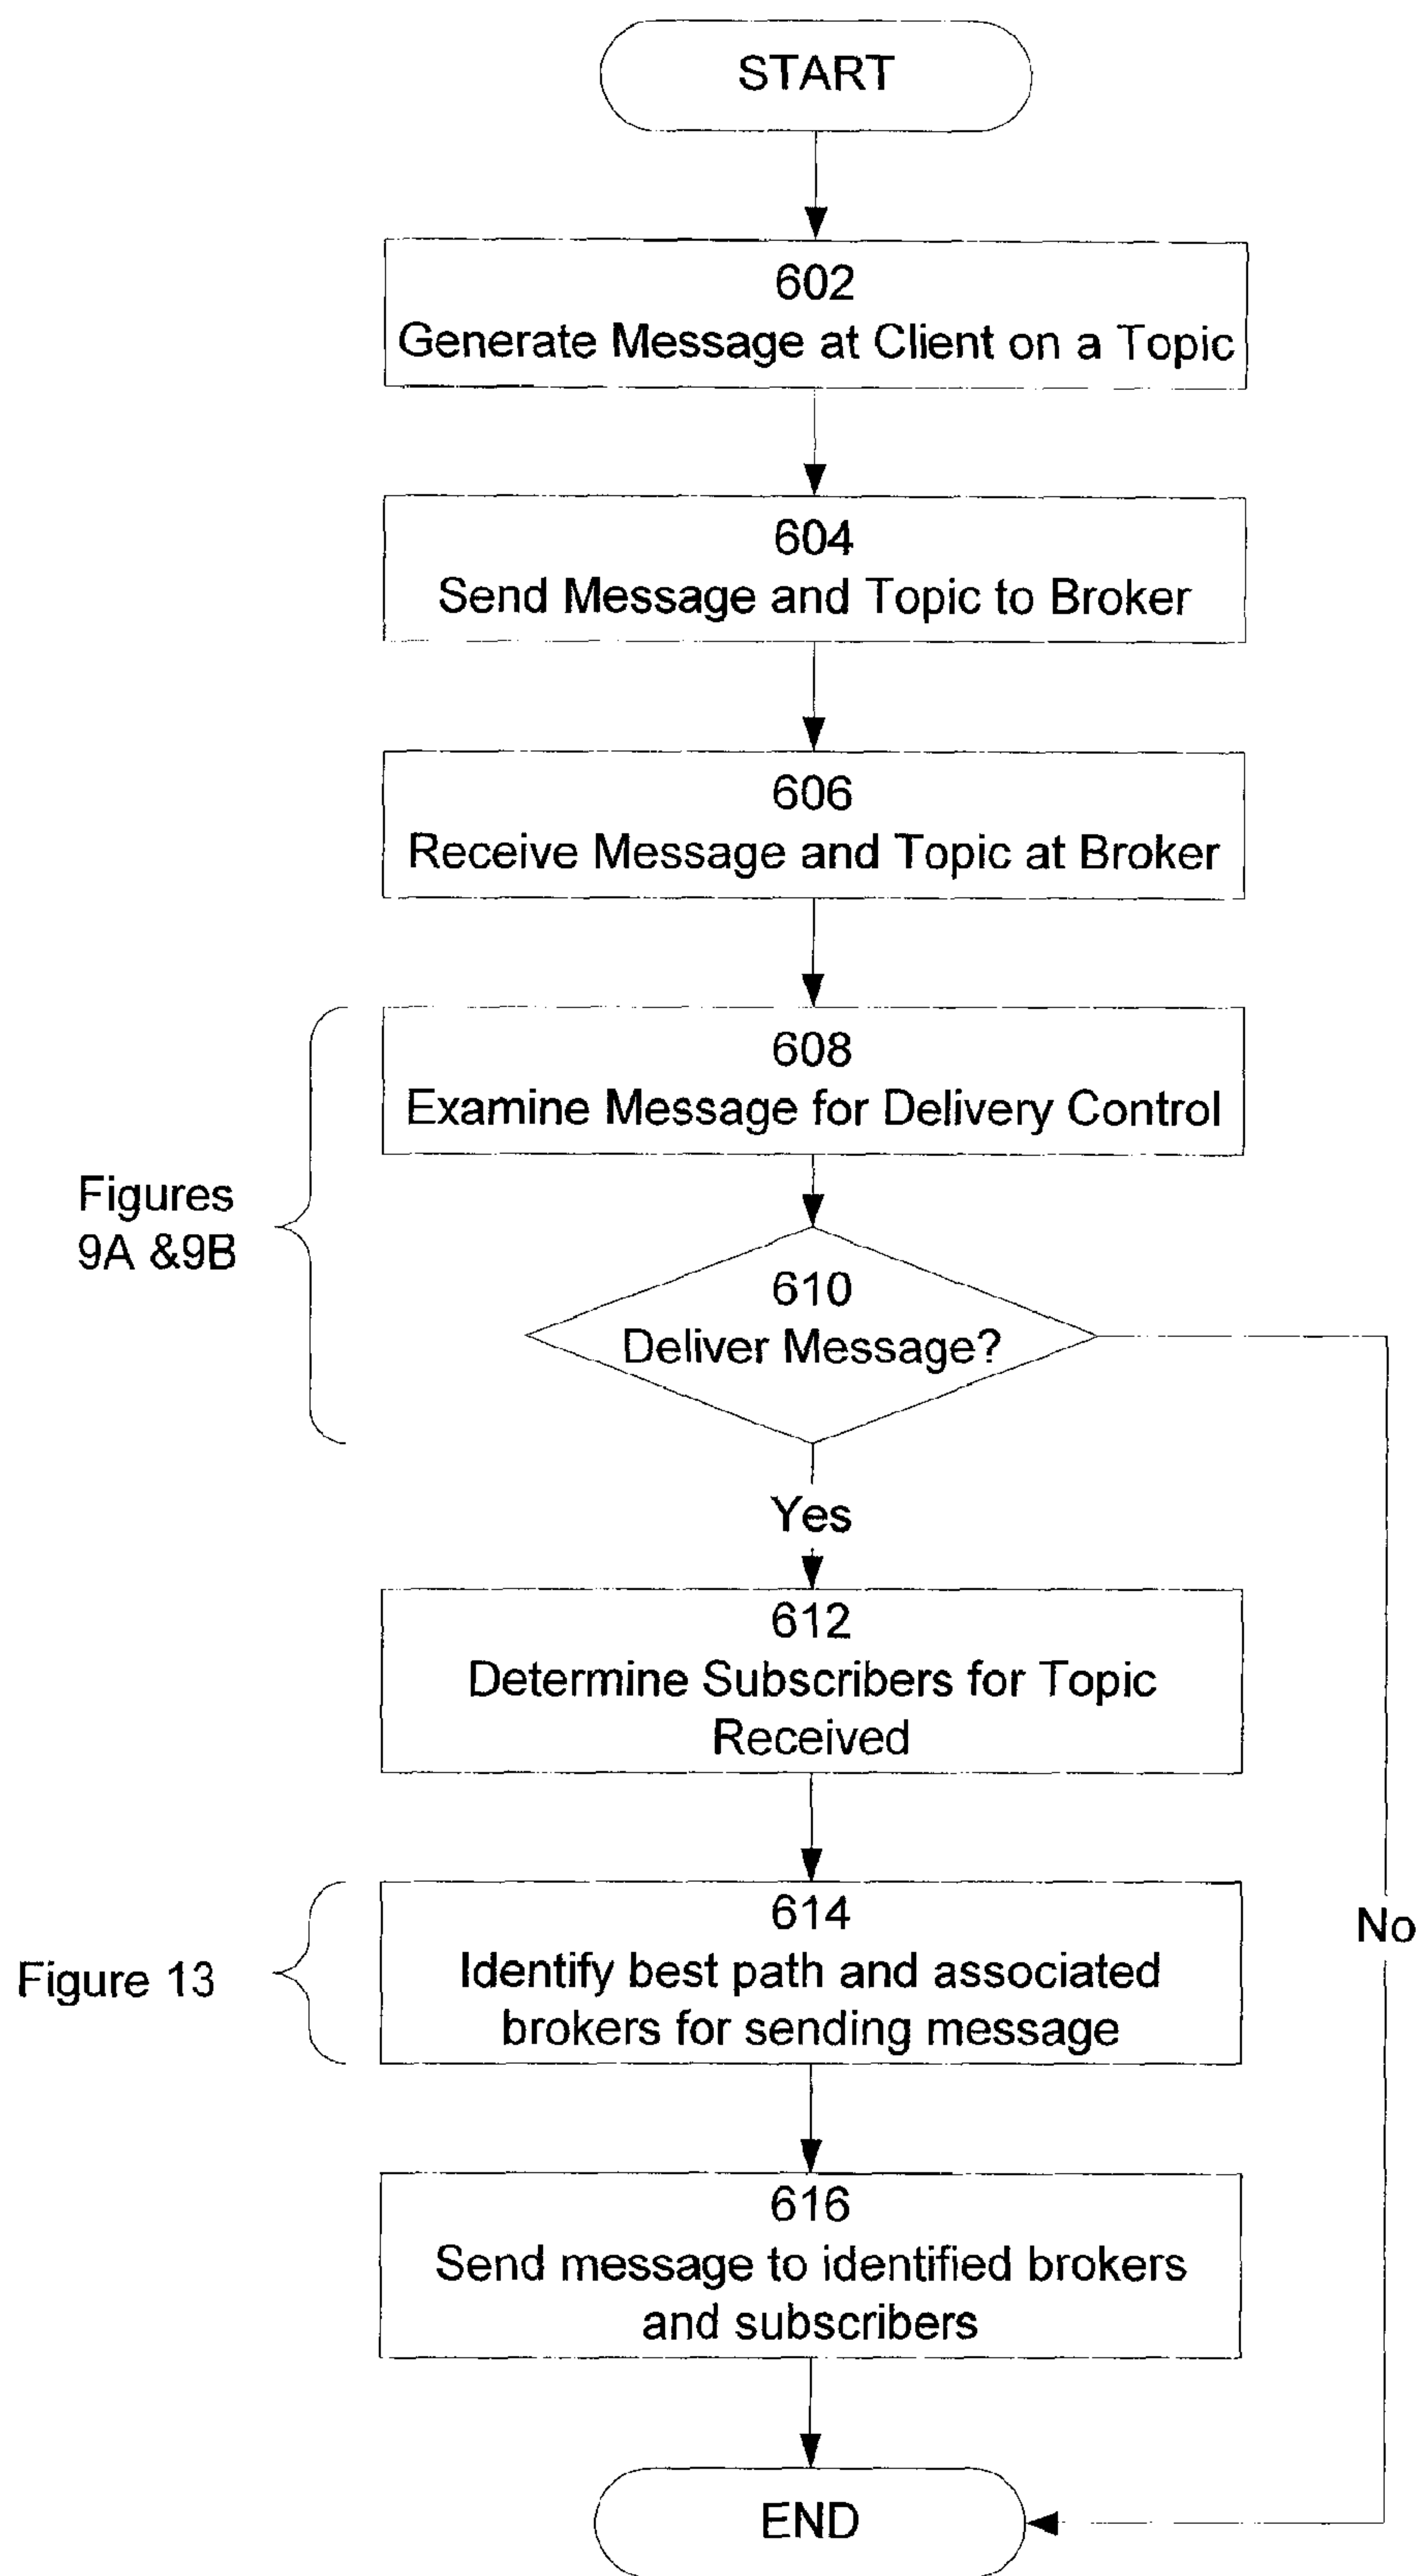 START
602
Generate Message at Client on a Topic
604
Send Message and Topic to Broker
606
Receive Message and Topic at Broker
608
Examine Message for Delivery Control
Figures
9A &9B
610
Deliver Message?
Yes
612
Determine Subscribers for Topic
Received
614
Identify best path and associated
brokers for sending message
Figure 13
No
616
Send message to identified brokers
and subscribers
END